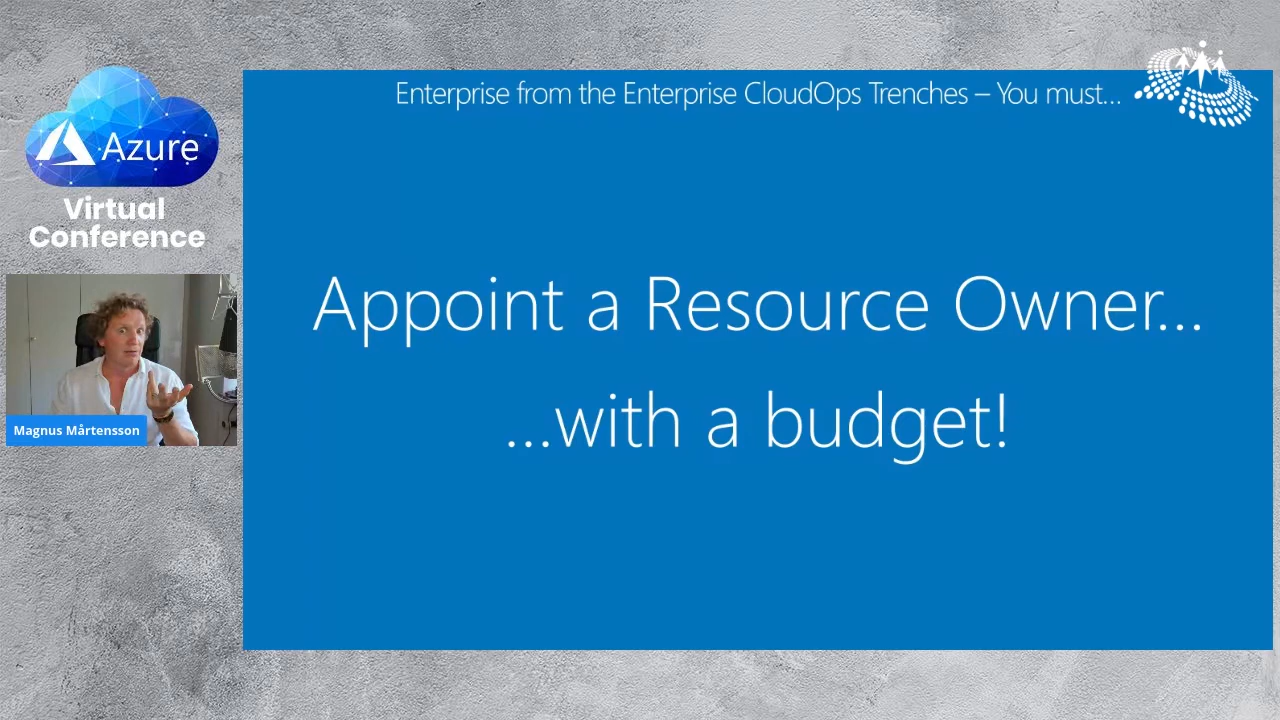 Enterprise from the Enterprise CloudOps Trenches – You must...
Azure
Virtual
Conference
Appoint a Resource Owner...
...with a budget!
Magnus Mårtensson